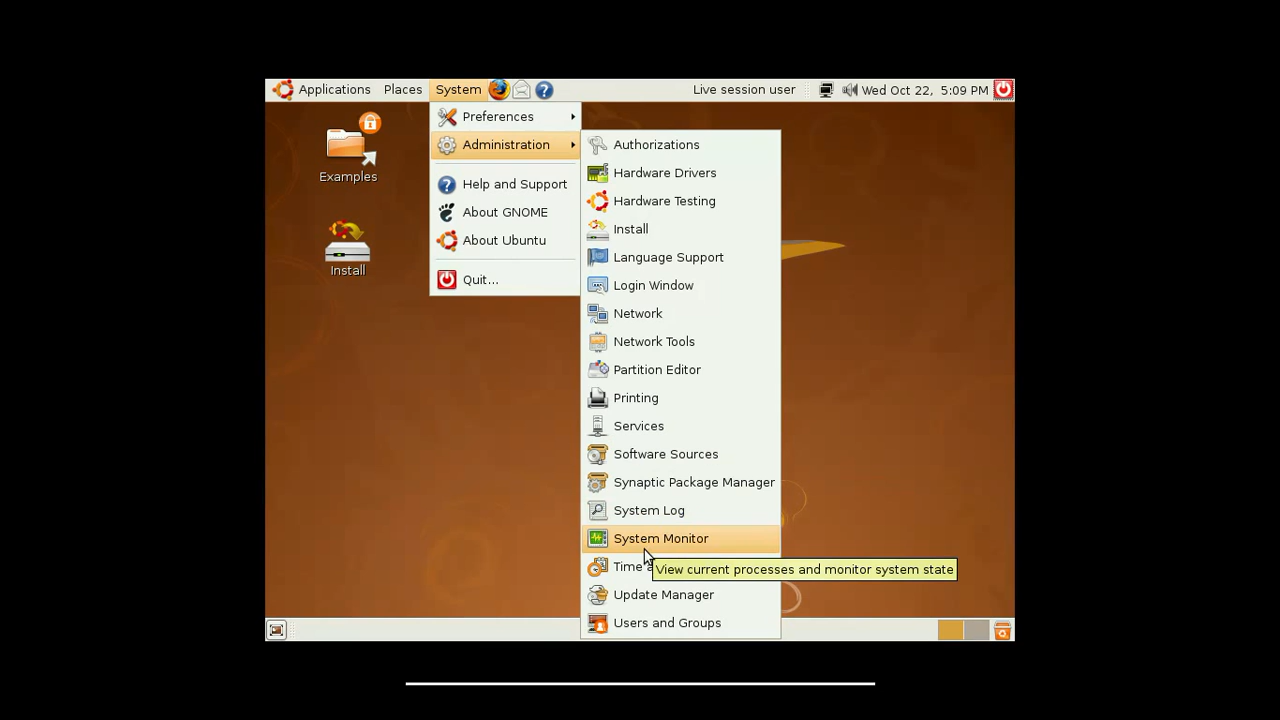 Applications Places System Live session user Wed Oct 22, 5:09 PM
Examples
Install
Preferences
Administration
Help and Support
About GNOME
About Ubuntu
Quit...
Authorizations
Hardware Drivers
Hardware Testing
Install
Language Support
Login Window
Network
Network Tools
Partition Editor
Printing
Services
Software Sources
Synaptic Package Manager
System Log
System Monitor
Time
View current processes and monitor system state
Update Manager
Users and Groups